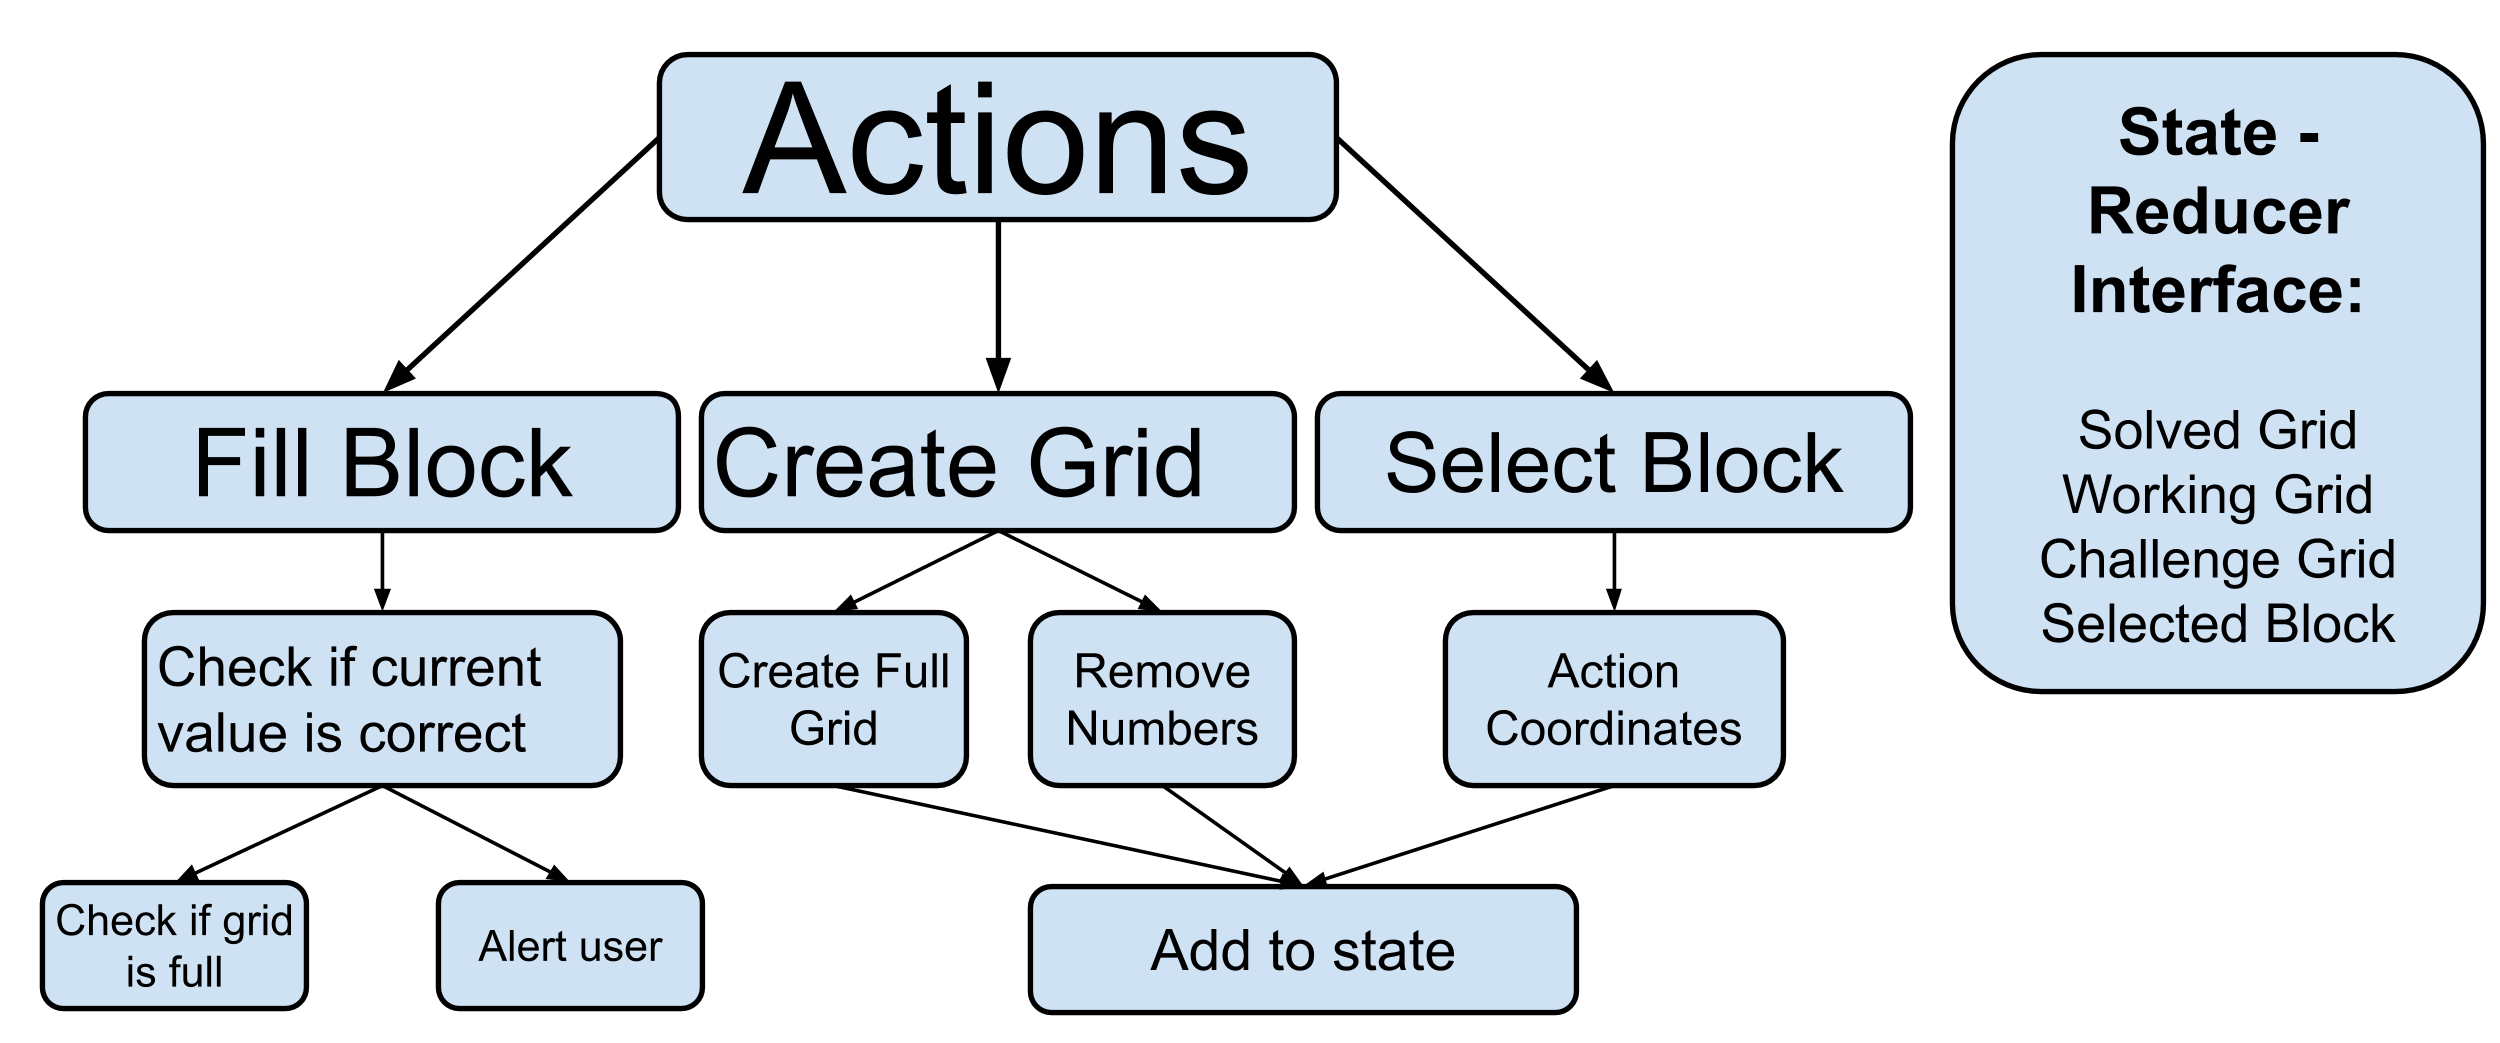 Actions
Fill Block
Create Grid
Select Block
Check if current
value is correct
Create Full
Grid
Remove
Numbers
Action
Coordinates
Check if grid
is full
Alert user
Add to state
State -
Reducer
Interface:
Solved Grid
Working Grid
Challenge Grid
Selected Block